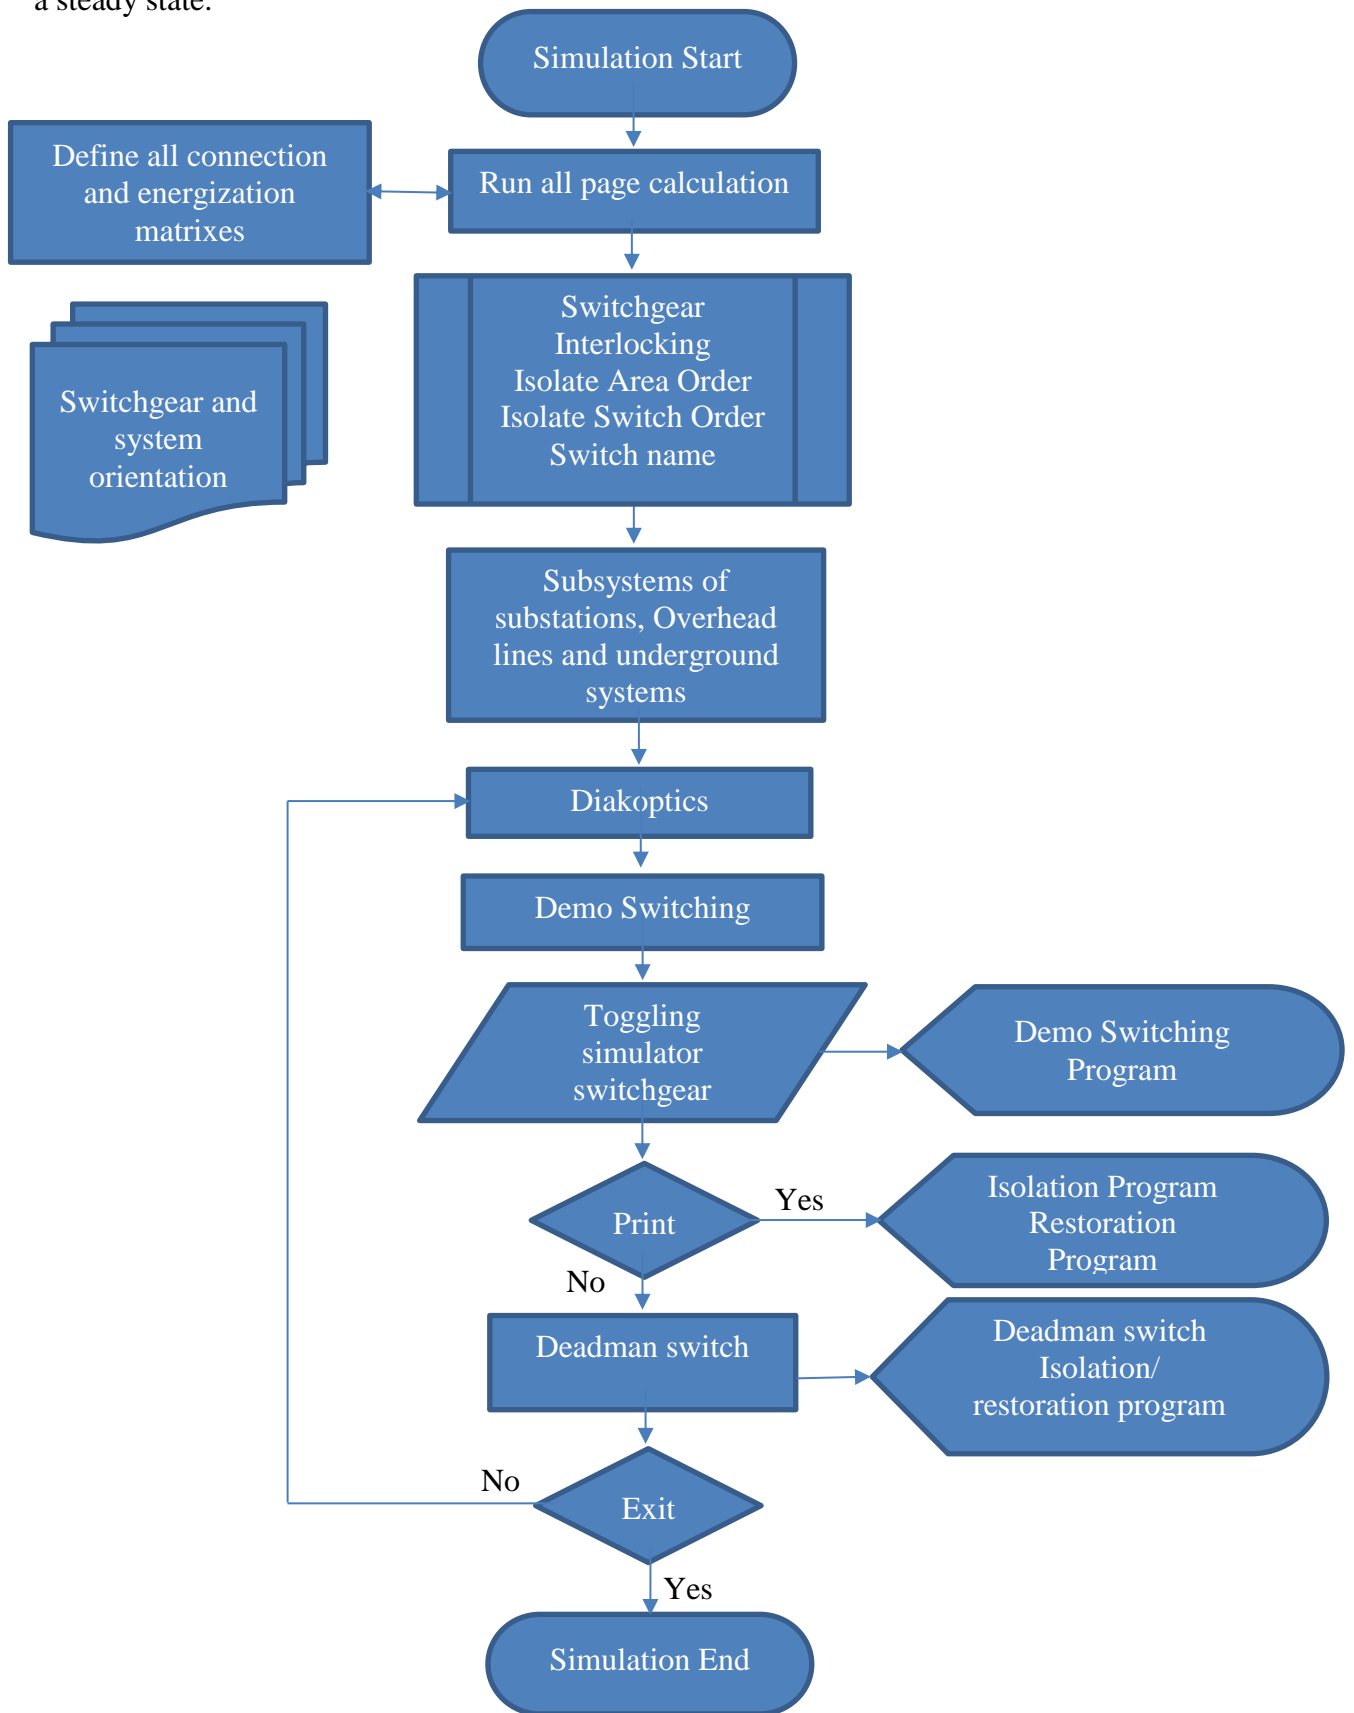 a steady state.
Simulation Start
Define all connection
and energization
matrixes
Run all page calculation
Switchgear
Interlocking
Isolate Area Order
Isolate Switch Order
Switch name
Switchgear and
system
orientation
Subsystems of
substations, Overhead
lines and underground
systems
Diakoptics
Demo Switching
Toggling
simulator
switchgear
Demo Switching
Program
Print
Yes
Isolation Program
Restoration
Program
No
Deadman switch
Deadman switch
Isolation/
restoration program
No
Exit
Yes
Simulation End